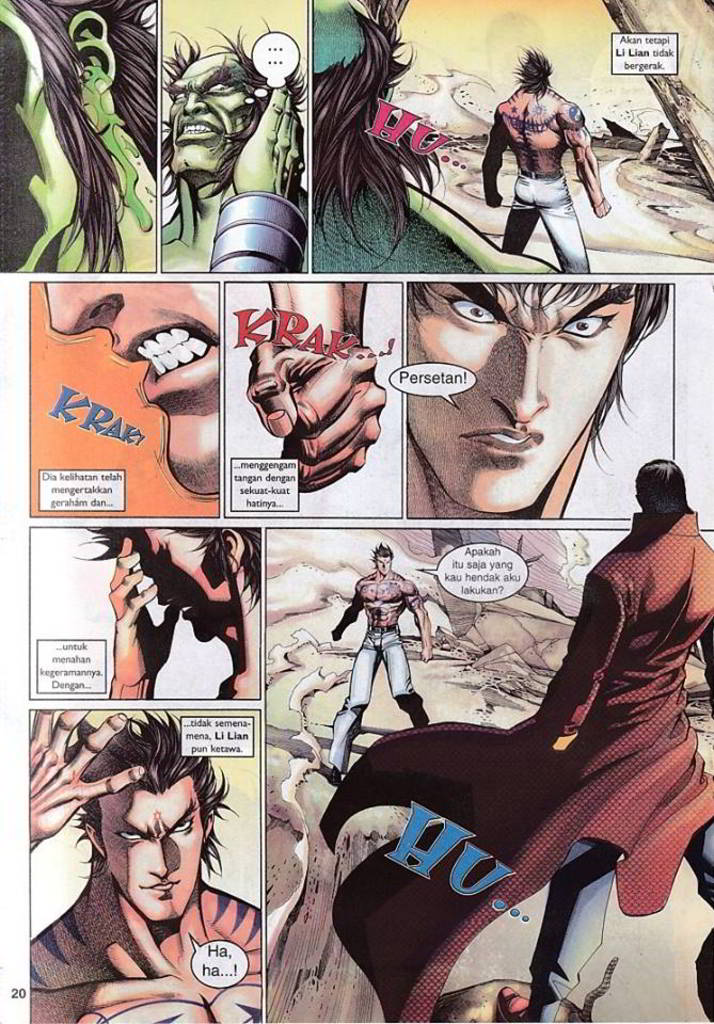 ...
...
Akan tetapi
Li Lian tidak
bergerak.
HU...
KRAK!
Dia kelihatan telah
mengertakkan
geraham dan...
KRAK...!
...menggengam
tangan dengan
sekuat-kuat
hatinya...
Persetan!
...untuk
menahan
kegeramannya.
Dengan...
Apakah
itu saja yang
kau hendak aku
lakukan?
HU...
...tidak semena-
mena, Li Lian
pun ketawa.
Ha,
ha...!
20